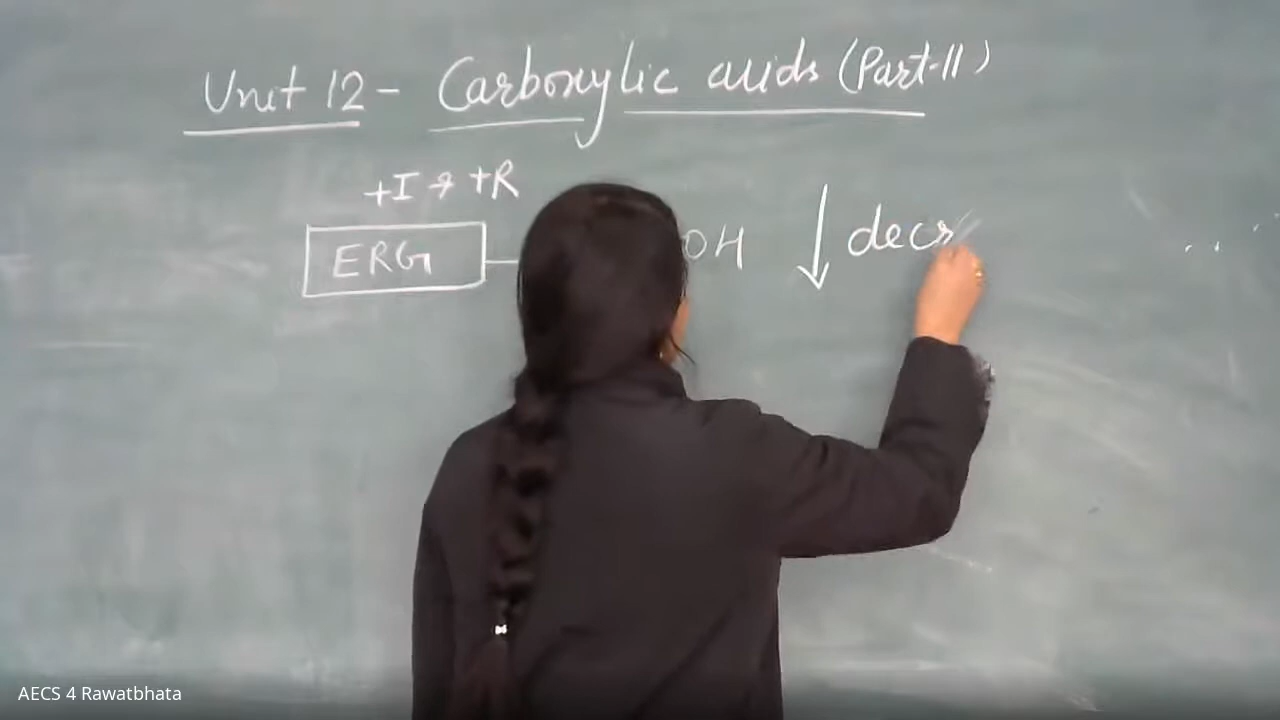 Unit 12- Carboxylic acids (Part-II)
+I → +R
ERG OH ↓ decr
AECS 4 Rawatbhata